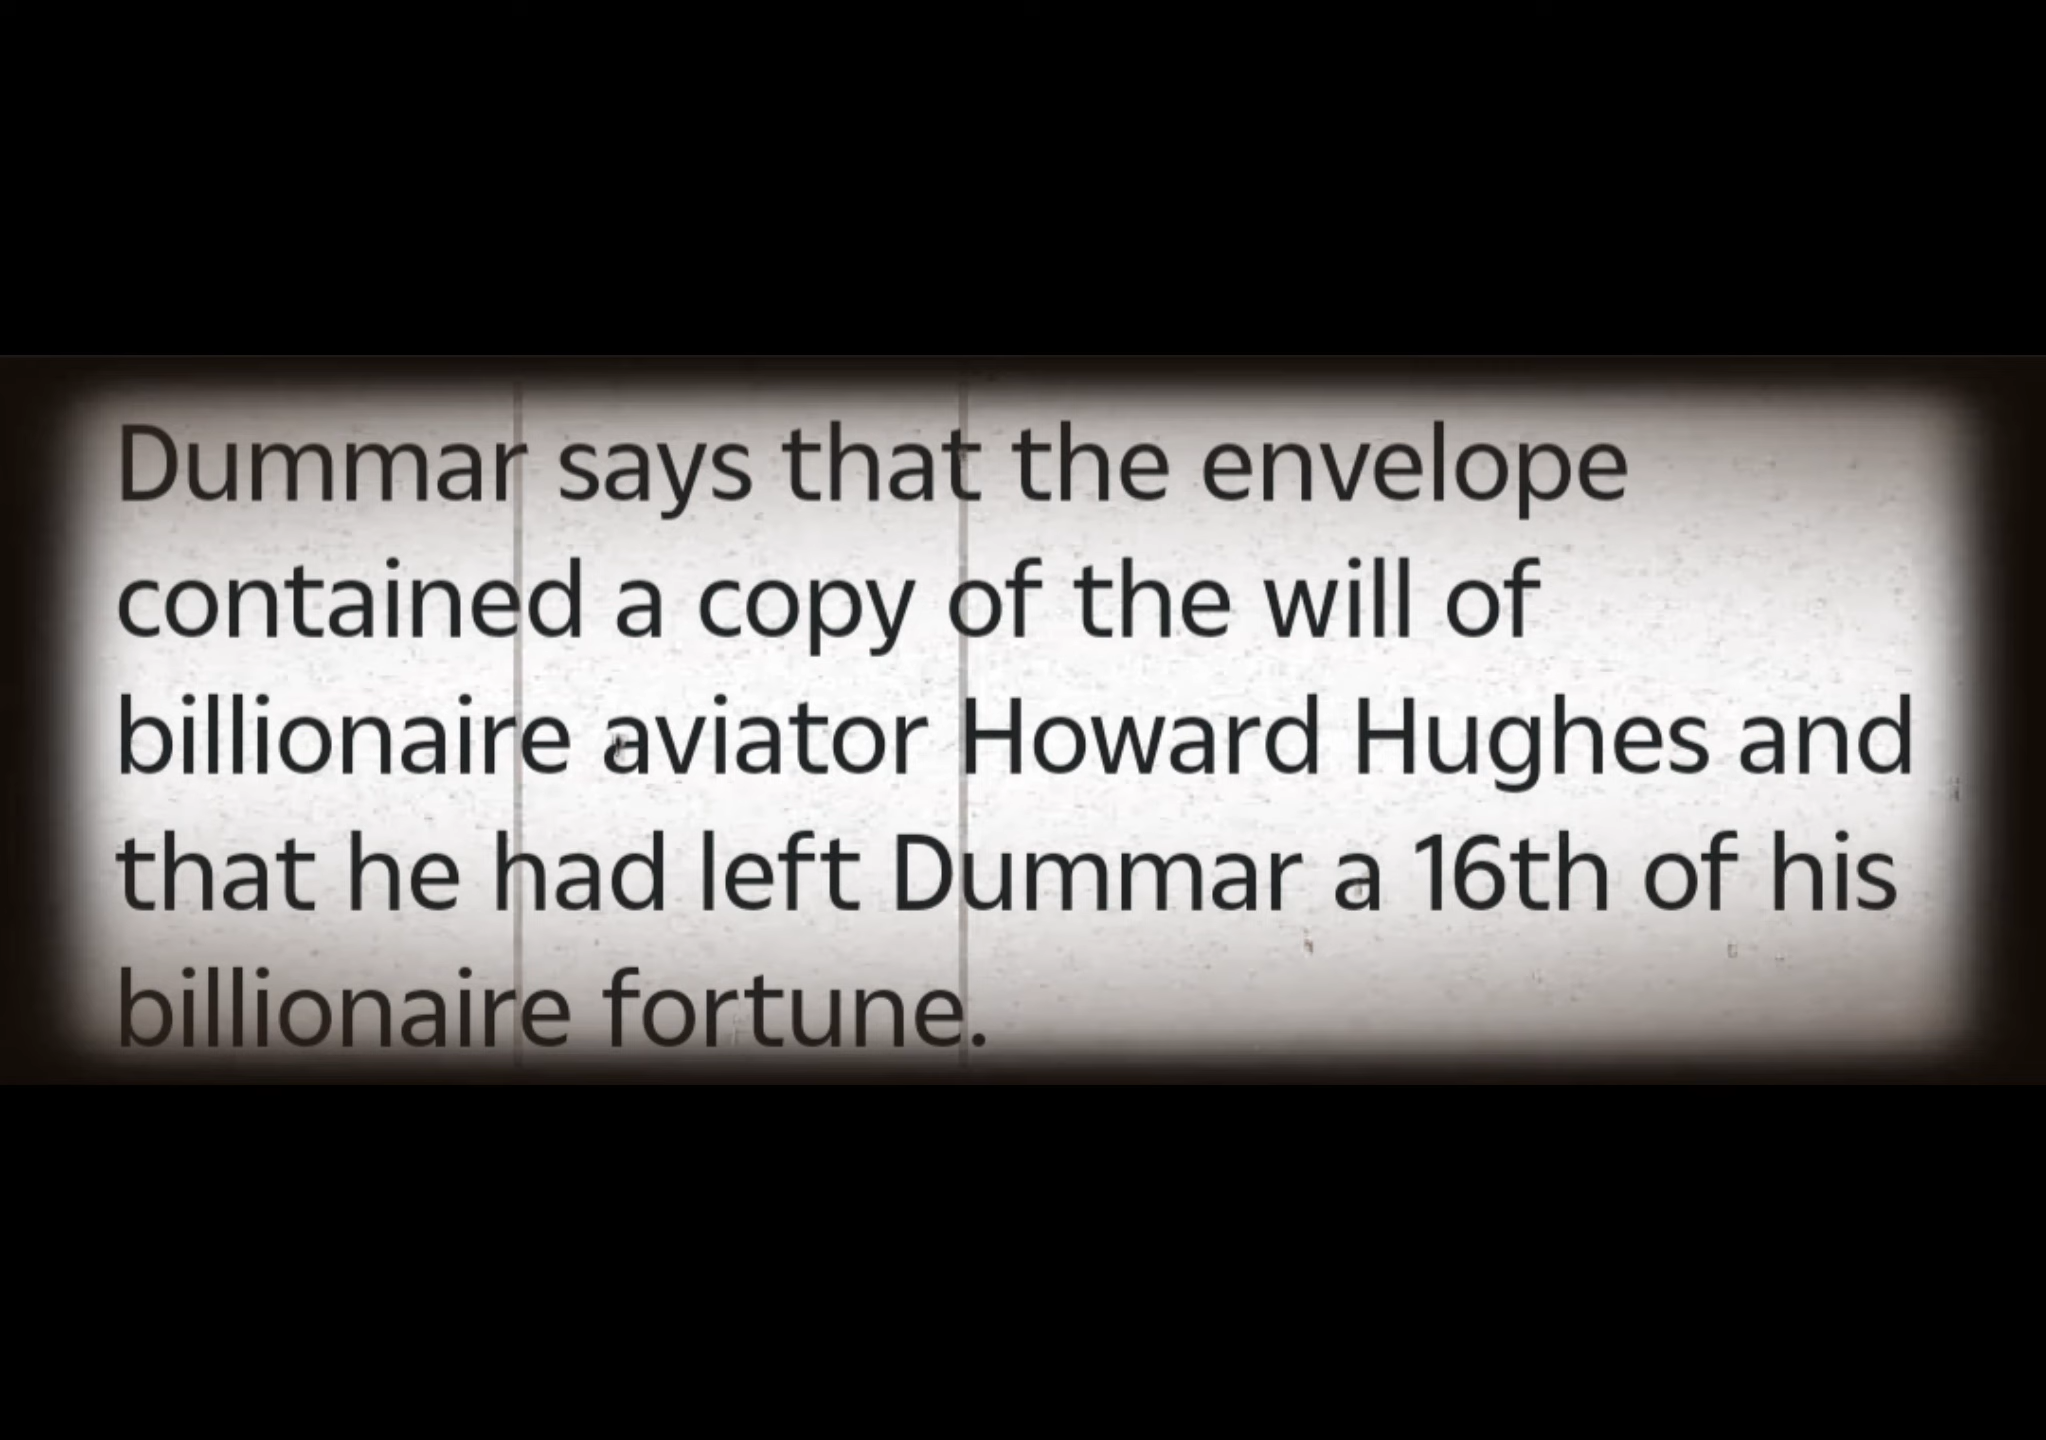 Dummar says that the envelope
contained a copy of the will of
billionaire aviator Howard Hughes and
that he had left Dummar a 16th of his
billionaire fortune.